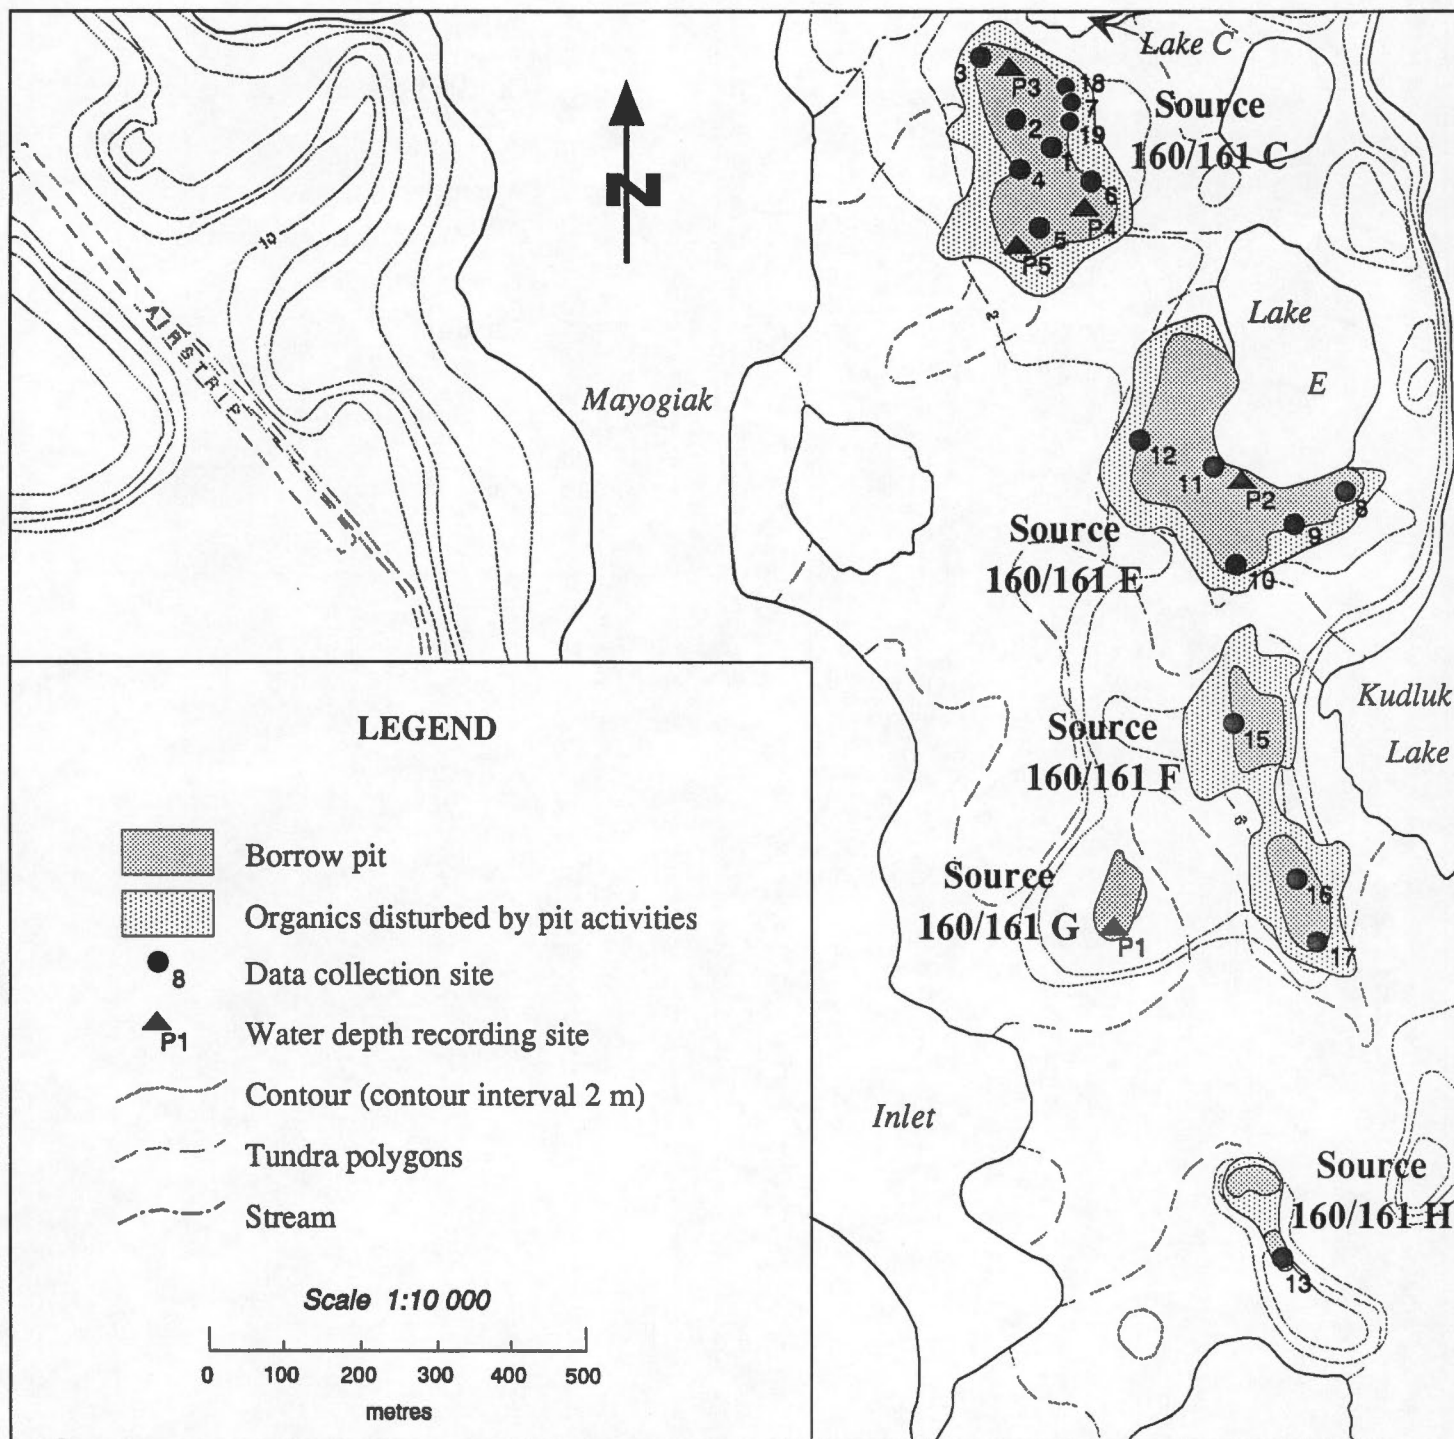 Lake C
3
P3
18
7
2
19
1
4
6
5
P4
P5
Source
160/161 C
N
10
AIRSTRIP
2
Lake
E
Mayogiak
12
11
P2
8
9
10
Source
160/161 E
Kudluk
Lake
15
Source
160/161 F
16
17
Source
160/161 G
P1
Inlet
Source
160/161 H
13
LEGEND
Borrow pit
Organics disturbed by pit activities
8
Data collection site
P1
Water depth recording site
Contour (contour interval 2 m)
Tundra polygons
Stream
Scale 1:10 000
0 100 200 300 400 500
metres